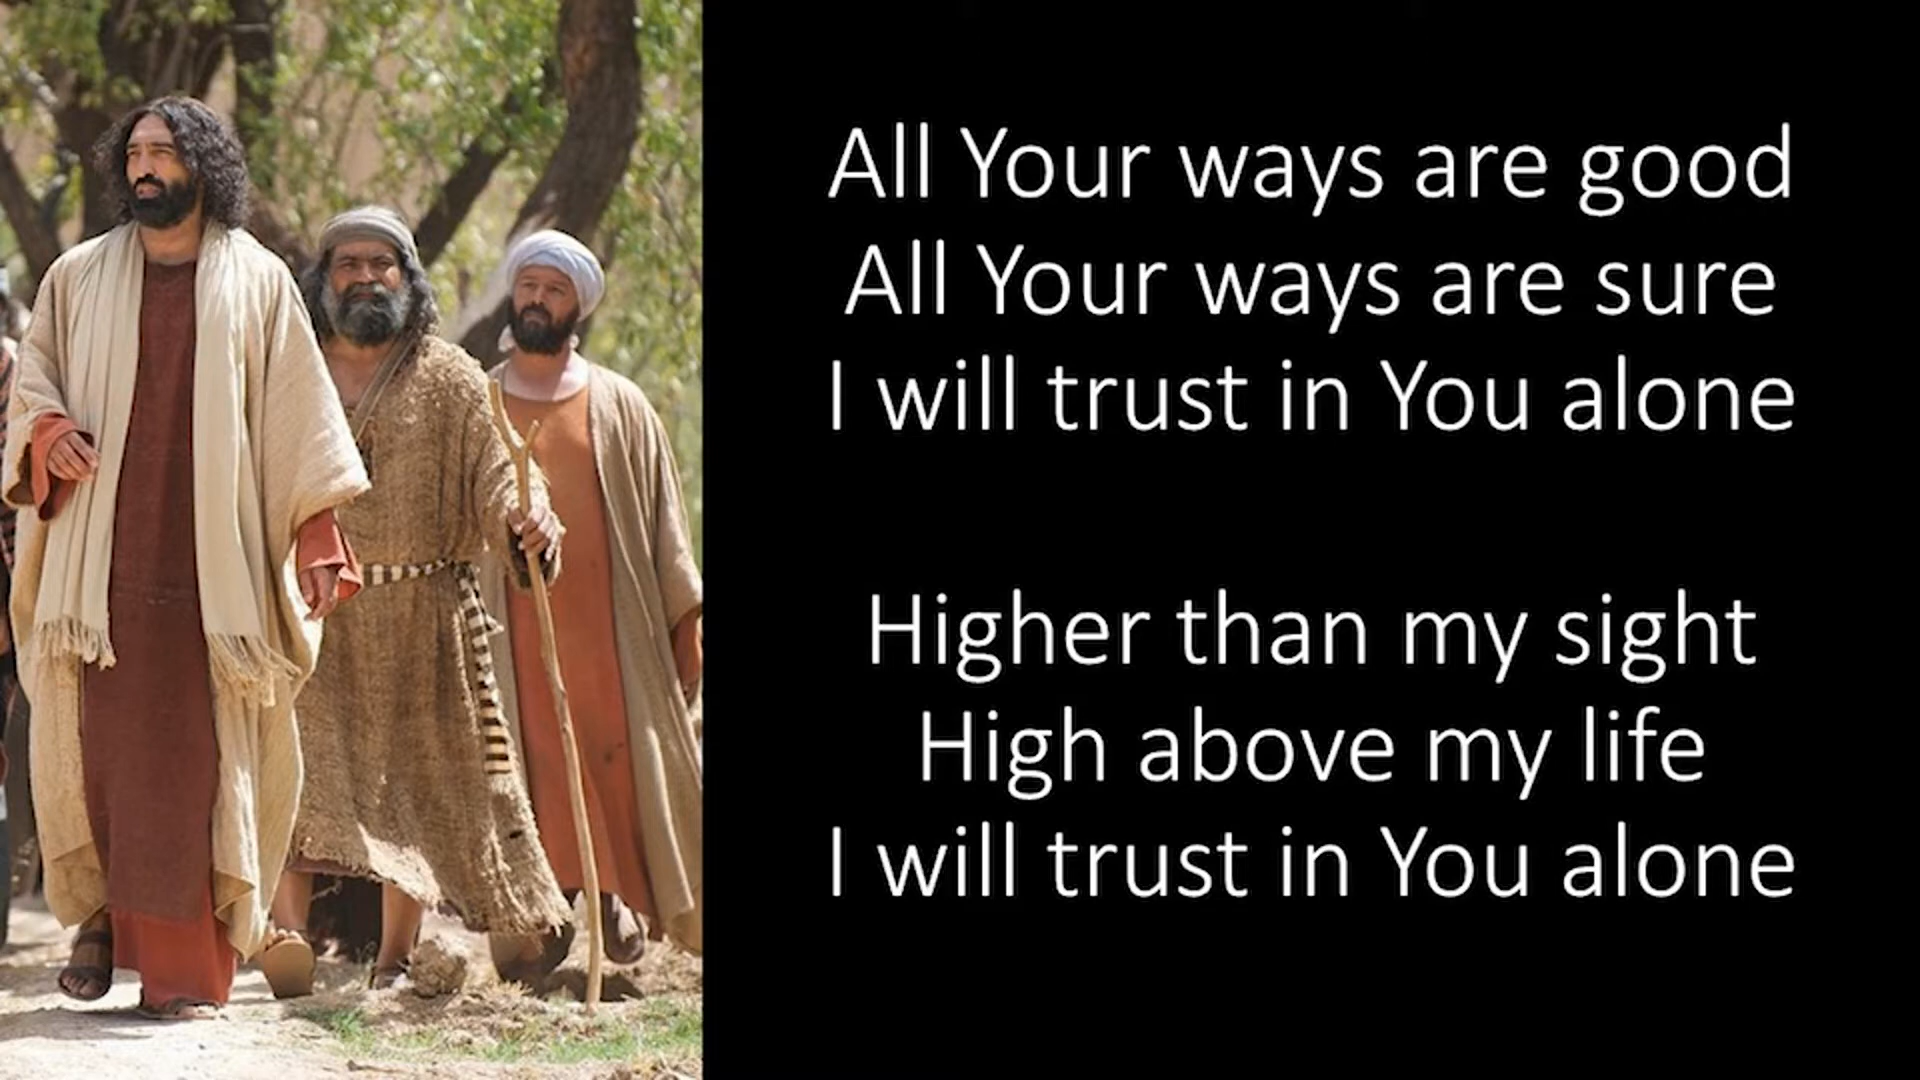 All Your ways are good
All Your ways are sure
I will trust in You alone
Higher than my sight
High above my life
I will trust in You alone